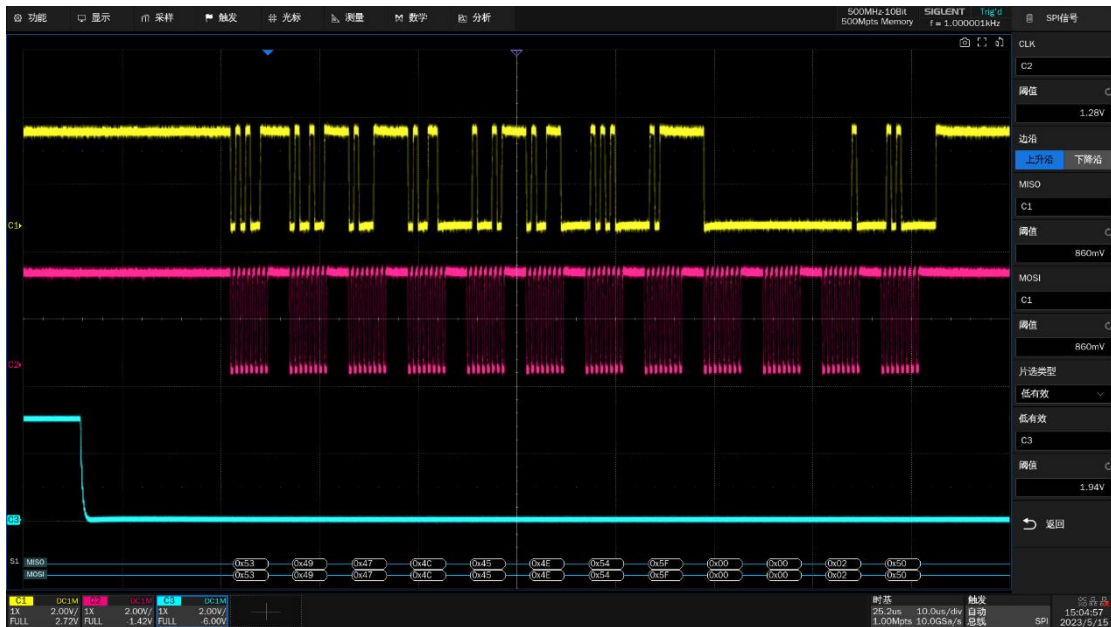 功能 显示 采样 触发 光标 测量 数学 分析
500MHz-10Bit SIGLENT Trig'd
500Mpts Memory f = 1.000001kHz
SPI信号
CLK
C2
阈值
1.28V
边沿
上升沿 下降沿
MISO
C1
阈值
860mV
MOSI
C1
阈值
860mV
片选类型
低有效
低有效
C3
阈值
1.94V
返回
C1
C2
C3
S1 MISO 0x53 0x49 0x47 0x4C 0x45 0x4E 0x54 0x5F 0x00 0x00 0x02 0x50
MOSI 0x53 0x49 0x47 0x4C 0x45 0x4E 0x54 0x5F 0x00 0x00 0x02 0x50
C1 DC1M C2 DC1M C3 DC1M
1X 2.00V/ 1X 2.00V/ 1X 2.00V/
FULL 2.72V FULL -1.42V FULL -6.00V
时基 触发
25.2us 10.0us/div 自动
1.00Mpts 10.0GSa/s 总线 SPI
15:04:57
2023/5/15